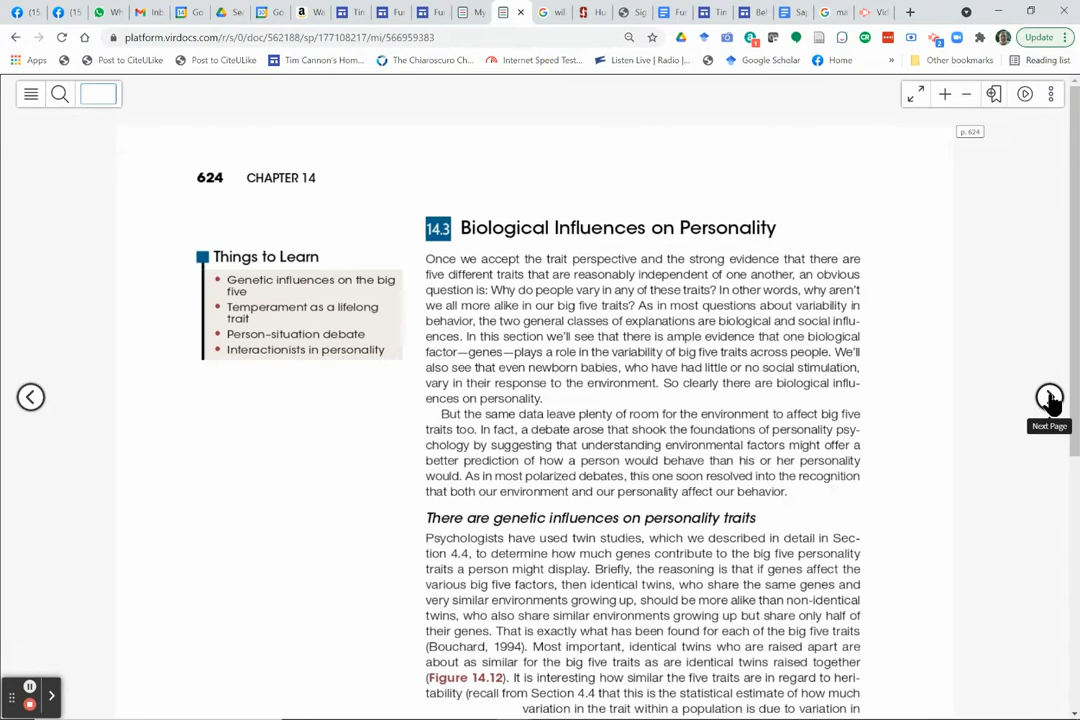 (15
(15
Wh
Inb
Go
Sea
Go
Wa
Tin
Fur
Fur
My
wil
Hu
Sig
Fur
Tin
Bel
Sap
ma
Vid
platform.virdocs.com/r/s/0/doc/562188/sp/177108217/mi/566959383
Update
Apps
Post to CiteULike
Post to CiteULike
Tim Cannon's Hom...
The Chiaroscuro Ch...
Internet Speed Test...
Listen Live | Radio |...
Google Scholar
Home
»
Other bookmarks
Reading list
p. 624
624 CHAPTER 14
14.3 Biological Influences on Personality
Things to Learn
• Genetic influences on the big
five
• Temperament as a lifelong
trait
• Person–situation debate
• Interactionists in personality
Once we accept the trait perspective and the strong evidence that there are
five different traits that are reasonably independent of one another, an obvious
question is: Why do people vary in any of these traits? In other words, why aren't
we all more alike in our big five traits? As in most questions about variability in
behavior, the two general classes of explanations are biological and social influ-
ences. In this section we'll see that there is ample evidence that one biological
factor—genes—plays a role in the variability of big five traits across people. We'll
also see that even newborn babies, who have had little or no social stimulation,
vary in their response to the environment. So clearly there are biological influ-
ences on personality.
But the same data leave plenty of room for the environment to affect big five
traits too. In fact, a debate arose that shook the foundations of personality psy-
chology by suggesting that understanding environmental factors might offer a
better prediction of how a person would behave than his or her personality
would. As in most polarized debates, this one soon resolved into the recognition
that both our environment and our personality affect our behavior.
There are genetic influences on personality traits
Psychologists have used twin studies, which we described in detail in Sec-
tion 4.4, to determine how much genes contribute to the big five personality
traits a person might display. Briefly, the reasoning is that if genes affect the
various big five factors, then identical twins, who share the same genes and
very similar environments growing up, should be more alike than non-identical
twins, who also share similar environments growing up but share only half of
their genes. That is exactly what has been found for each of the big five traits
(Bouchard, 1994). Most important, identical twins who are raised apart are
about as similar for the big five traits as are identical twins raised together
(Figure 14.12). It is interesting how similar the five traits are in regard to heri-
tability (recall from Section 4.4 that this is the statistical estimate of how much
variation in the trait within a population is due to variation in
Next Page